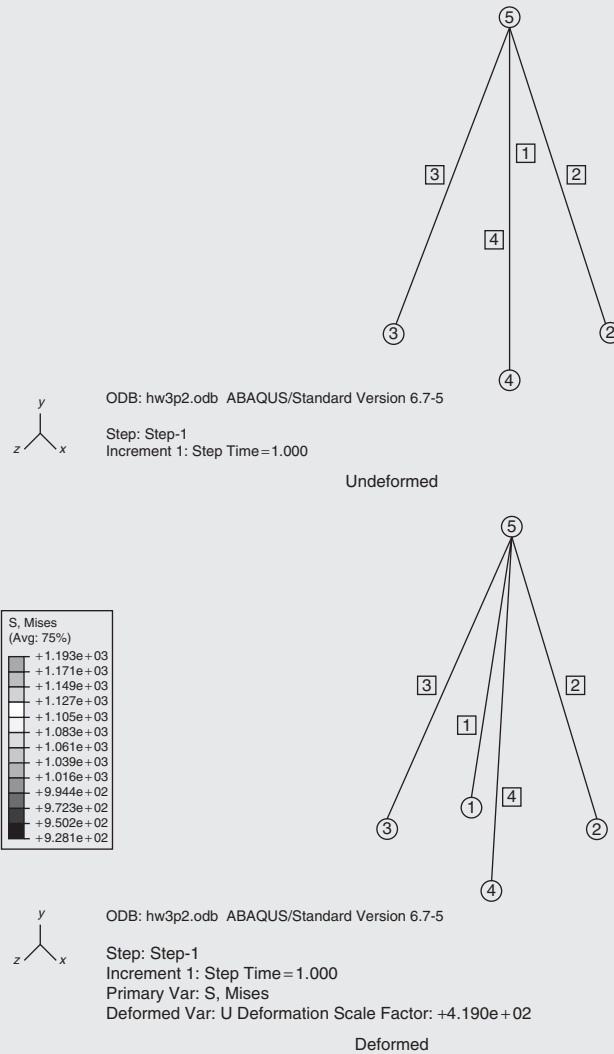 5
1
3
2
4
3
2
4
y
z x
ODB: hw3p2.odb ABAQUS/Standard Version 6.7-5
Step: Step-1
Increment 1: Step Time=1.000
Undeformed
5
S, Mises
(Avg: 75%)
+1.193e+03
+1.171e+03
+1.149e+03
+1.127e+03
+1.105e+03
+1.083e+03
+1.061e+03
+1.039e+03
+1.016e+03
+9.944e+02
+9.723e+02
+9.502e+02
+9.281e+02
3
2
1
4
1
3
2
4
y
z x
ODB: hw3p2.odb ABAQUS/Standard Version 6.7-5
Step: Step-1
Increment 1: Step Time=1.000
Primary Var: S, Mises
Deformed Var: U Deformation Scale Factor: +4.190e+02
Deformed